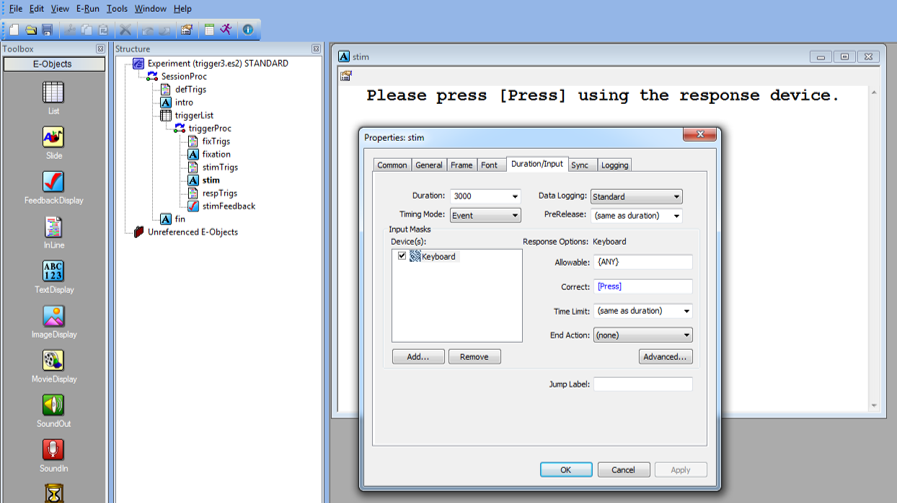 File Edit View E-Run Tools Window Help
Toolbox
E-Objects
List
Slide
FeedbackDisplay
InLine
ABC
123
TextDisplay
ImageDisplay
MovieDisplay
SoundOut
SoundIn
Structure
Experiment (trigger3.es2) STANDARD
SessionProc
defTrigs
A intro
triggerList
triggerProc
fixTrigs
A fixation
stimTrigs
A stim
respTrigs
stimFeedback
A fin
Unreferenced E-Objects
A stim
Please press [Press] using the response device.
Properties: stim
Common General Frame Font Duration/Input Sync Logging
Duration: 3000 Data Logging: Standard
Timing Mode: Event PreRelease: (same as duration)
Input Masks
Device(s): Response Options: Keyboard
Keyboard
Allowable: {ANY}
Correct: [Press]
Time Limit: (same as duration)
End Action: (none)
Add... Remove Advanced...
Jump Label:
OK Cancel Apply